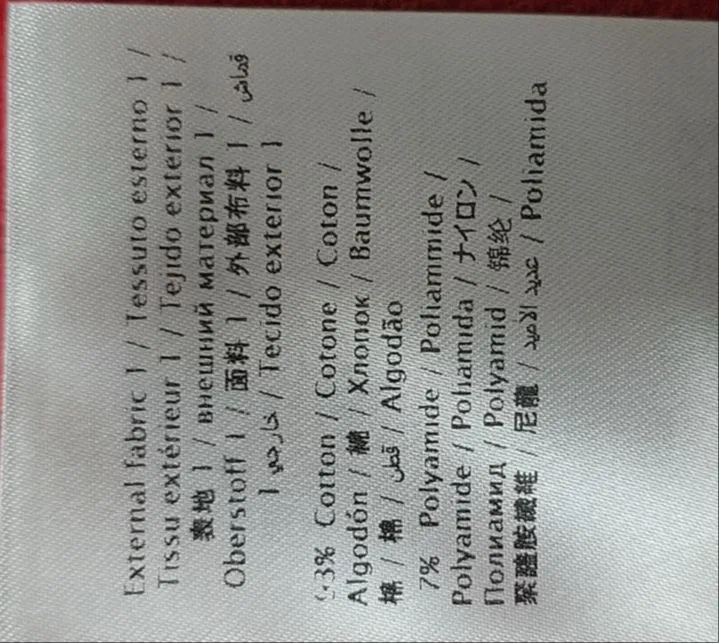 External fabric 1 / Tessuto esterno 1 /
Tissu extérieur 1 / Tejido exterior 1 /
表地 1 / внешний материал 1 /
Oberstoff 1 / 面料 1 / 外部布料 1 / قماش
خارجي 1 / Tecido exterior 1
93% Cotton / Cotone / Coton /
Algodón / 綿 / Хлопок / Baumwolle /
棉 / 棉 / قطن / Algodão
7% Polyamide / Poliammide /
Polyamide / Poliamida / ナイロン /
Полиамид / Polyamid / 锦纶 /
聚醯胺纖維 / 尼龍 / عديد الاميد / Poliamida